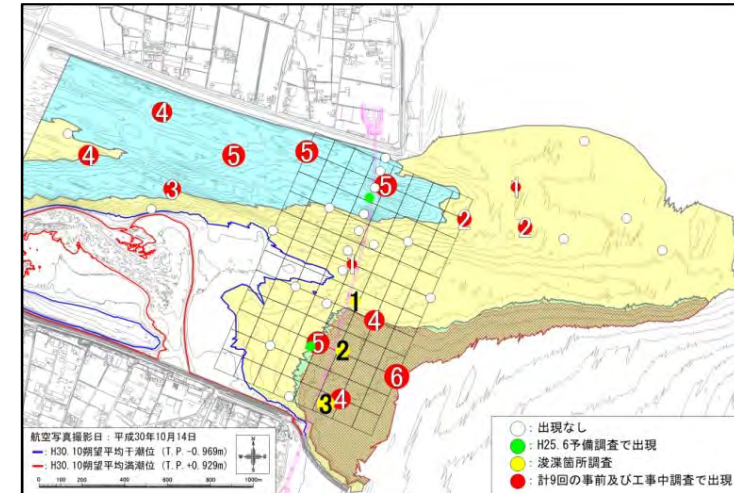 4
4
5
5
5
3
1
2
2
1
1
4
5
2
6
3
4
航空写真撮影日：平成30年10月14日
H30.10朔望平均干潮位（T.P.-0.969m）
H30.10朔望平均満潮位（T.P.+0.929m）
0 100 200 300 400 500 1000m
N
W
E
S
：出現なし
：H25.6予備調査で出現
：浚渫箇所調査
：計9回の事前及び工事中調査で出現